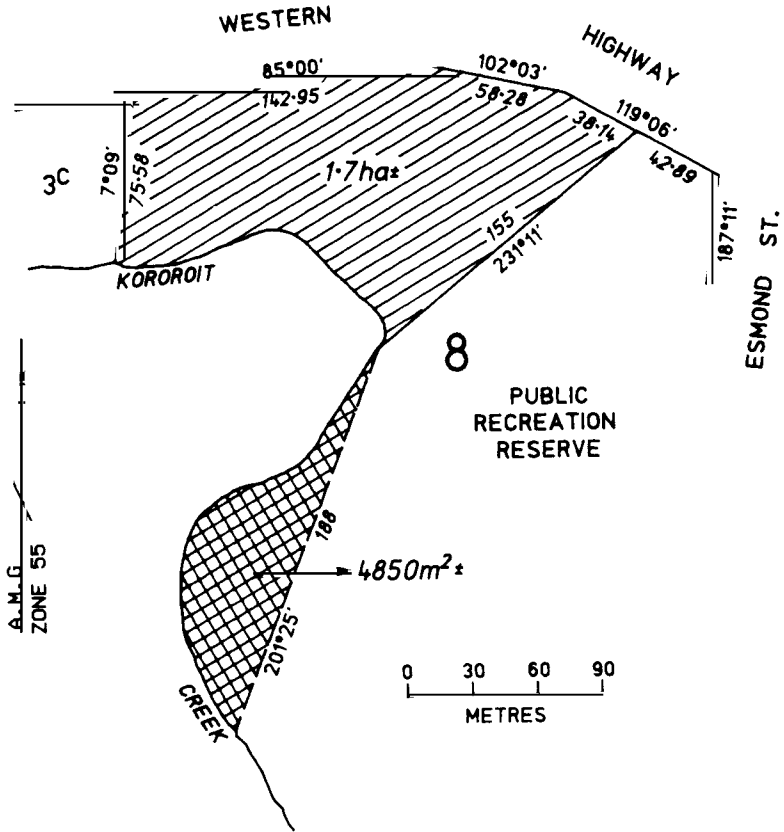 WESTERN
HIGHWAY
85°00'
142·95
102°03'
58·28
119°06'
38·14
42·89
3C
7°09'
75·58
1·7ha±
155
231°11'
187°11'
ESMOND ST.
KOROROIT
8
PUBLIC
RECREATION
RESERVE
188
4850m²±
201°25'
A.M.G
ZONE 55
CREEK
0 30 60 90
METRES